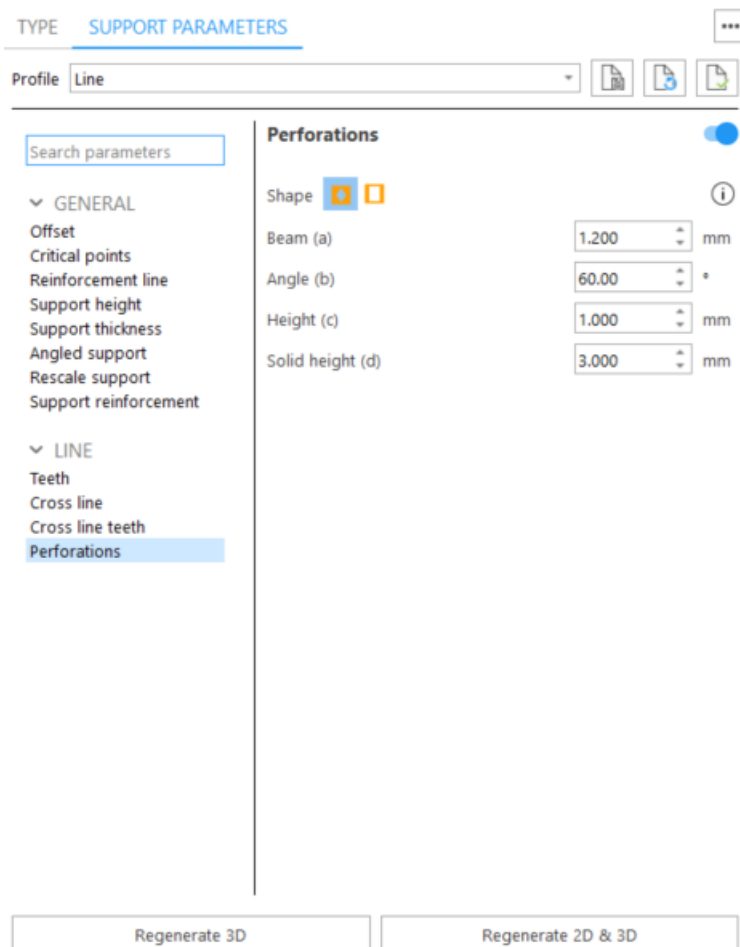 TYPE SUPPORT PARAMETERS
Profile Line
Search parameters
GENERAL
Offset
Critical points
Reinforcement line
Support height
Support thickness
Angled support
Rescale support
Support reinforcement
LINE
Teeth
Cross line
Cross line teeth
Perforations
Perforations
Shape
Beam (a) 1.200 mm
Angle (b) 60.00 °
Height (c) 1.000 mm
Solid height (d) 3.000 mm
Regenerate 3D Regenerate 2D & 3D